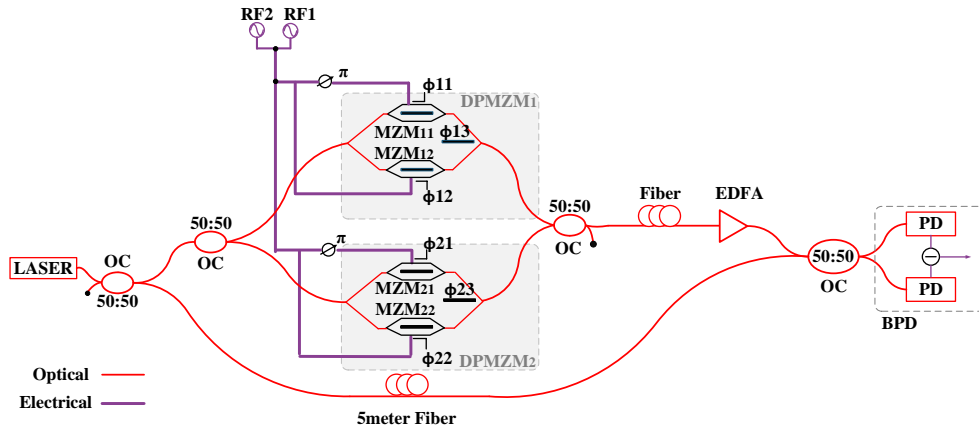 RF2 RF1
π
ϕ11
DPMZM1
MZM11 ϕ13
MZM12
ϕ12
Fiber
EDFA
50:50
OC
50:50
OC
π
ϕ21
MZM21 ϕ23
MZM22
ϕ22
DPMZM2
LASER
OC
50:50
50:50
OC
PD
PD
BPD
Optical
Electrical
5meter Fiber